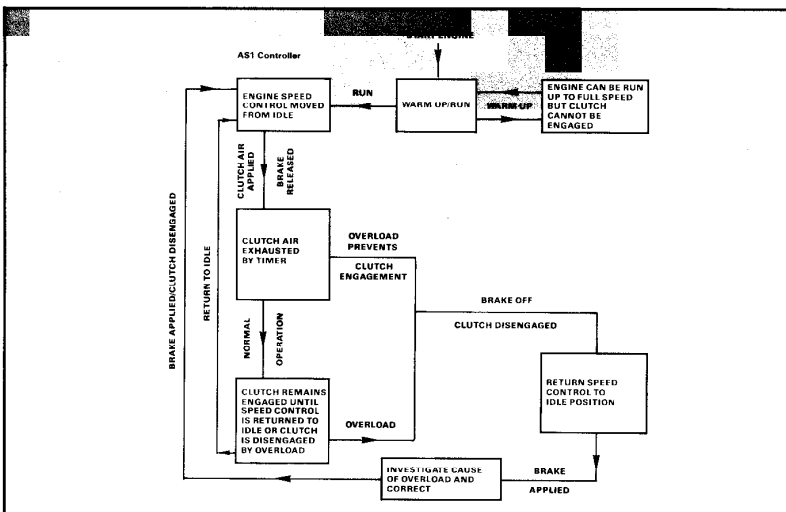 START ENGINE
AS1 Controller
ENGINE SPEED
CONTROL MOVED
FROM IDLE
RUN
WARM UP/RUN
WARM-UP
ENGINE CAN BE RUN
UP TO FULL SPEED
BUT CLUTCH
CANNOT BE
ENGAGED
CLUTCH AIR
APPLIED
BRAKE
RELEASED
CLUTCH AIR
EXHAUSTED
BY TIMER
OVERLOAD
PREVENTS
CLUTCH
ENGAGEMENT
BRAKE APPLIED/CLUTCH DISENGAGED
RETURN TO IDLE
NORMAL
OPERATION
BRAKE OFF
CLUTCH DISENGAGED
CLUTCH REMAINS
ENGAGED UNTIL
SPEED CONTROL
IS RETURNED TO
IDLE OR CLUTCH
IS DISENGAGED
BY OVERLOAD
OVERLOAD
RETURN SPEED
CONTROL TO
IDLE POSITION
INVESTIGATE CAUSE
OF OVERLOAD AND
CORRECT
BRAKE
APPLIED